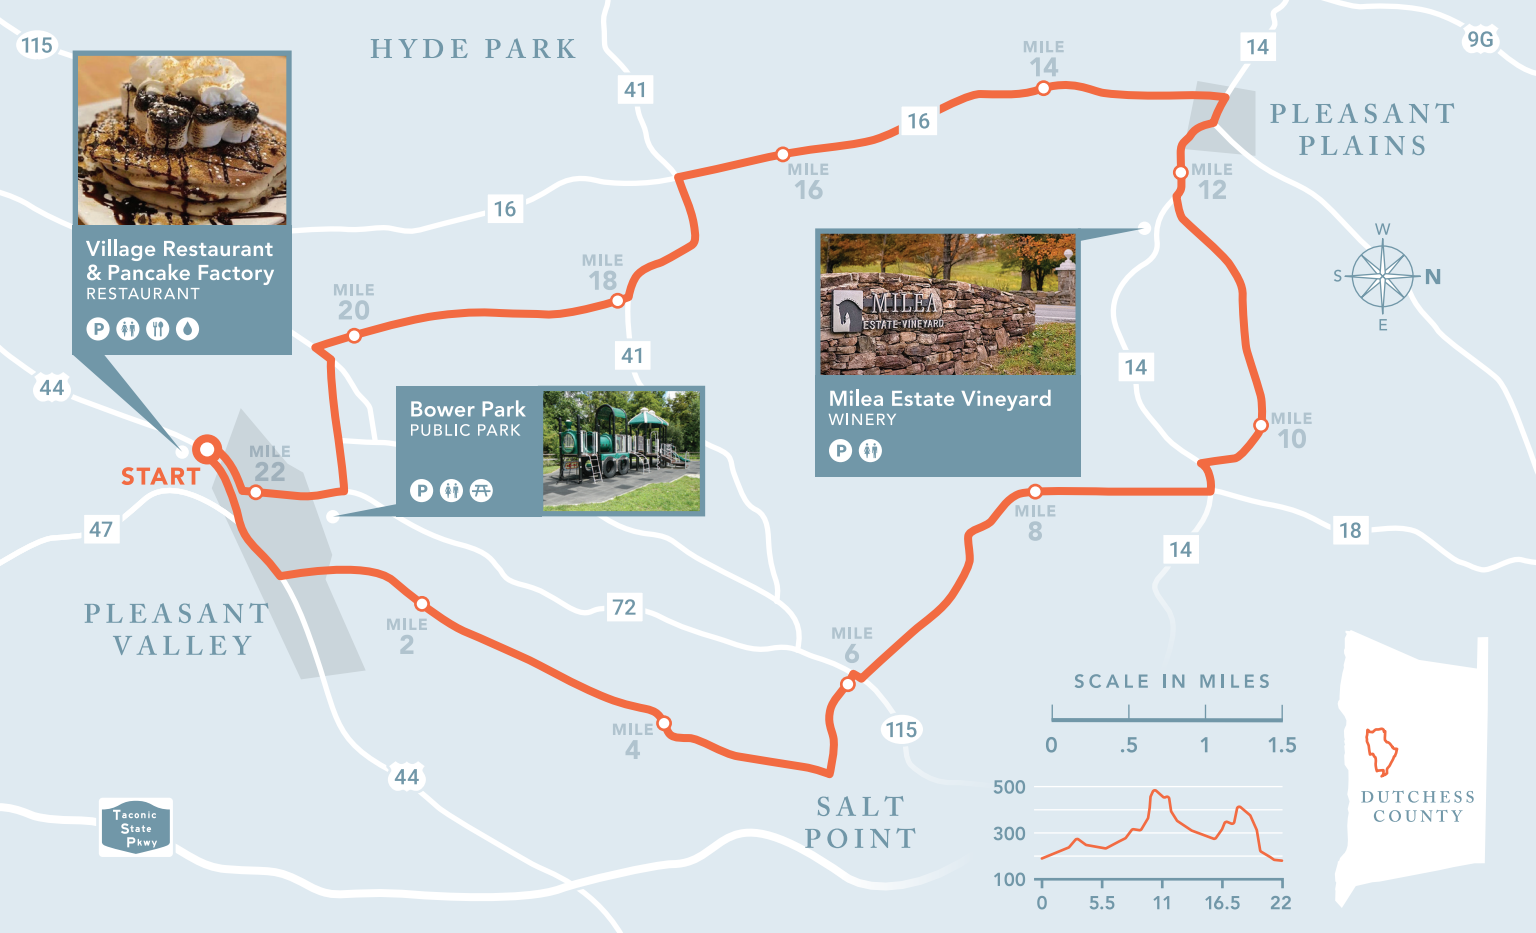 115
HYDE PARK
41
MILE
14
14
9G
PLEASANT
PLAINS
16
MILE
16
MILE
12
16
Village Restaurant
& Pancake Factory
RESTAURANT
P
MILE
18
MILE
20
W
S
N
E
MILEA
ESTATE VINEYARD
Milea Estate Vineyard
WINERY
P
14
41
44
Bower Park
PUBLIC PARK
P
MILE
10
START
MILE
22
MILE
8
18
14
47
72
PLEASANT
VALLEY
MILE
2
MILE
6
MILE
4
115
44
SALT
POINT
Taconic
State
Pkwy
SCALE IN MILES
0 .5 1 1.5
500
300
100
0 5.5 11 16.5 22
DUTCHESS
COUNTY